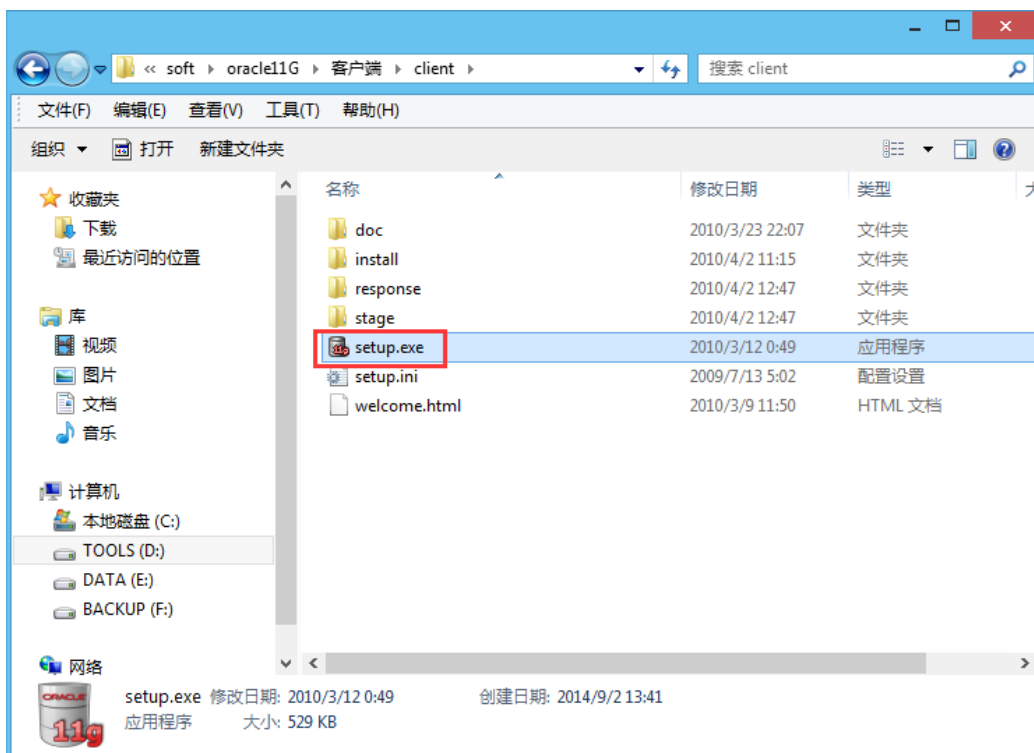 « soft ▸ oracle11G ▸ 客户端 ▸ client ▸ 搜索 client
文件(F) 编辑(E) 查看(V) 工具(T) 帮助(H)
组织 打开 新建文件夹
收藏夹
下载
最近访问的位置
库
视频
图片
文档
音乐
计算机
本地磁盘 (C:)
TOOLS (D:)
DATA (E:)
BACKUP (F:)
网络
名称 修改日期 类型
doc 2010/3/23 22:07 文件夹
install 2010/4/2 11:15 文件夹
response 2010/4/2 12:47 文件夹
stage 2010/4/2 12:47 文件夹
setup.exe 2010/3/12 0:49 应用程序
setup.ini 2009/7/13 5:02 配置设置
welcome.html 2010/3/9 11:50 HTML 文档
ORACLE
11g
setup.exe 修改日期: 2010/3/12 0:49 创建日期: 2014/9/2 13:41
应用程序 大小: 529 KB